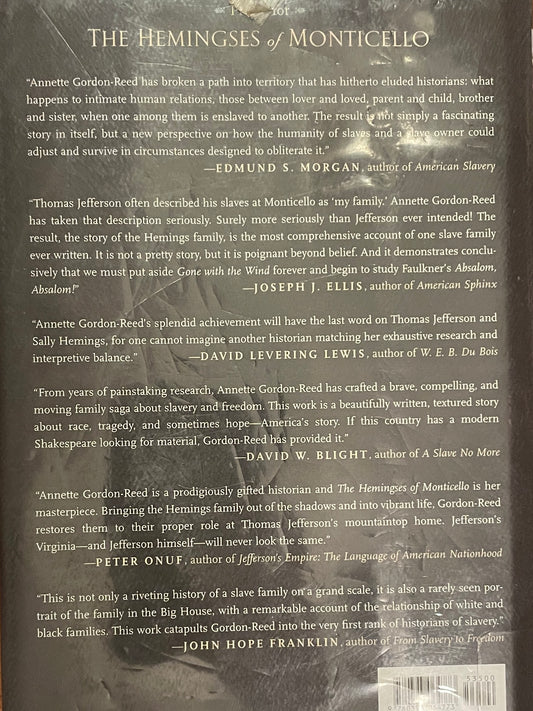 THE HEMINGSES of MONTICELLO
“Annette Gordon-Reed has broken a path into territory that has hitherto eluded historians: what
happens to intimate human relations, those between lover and loved, parent and child, brother
and sister, when one among them is enslaved to another. The result is not simply a fascinating
story in itself, but a new perspective on how the humanity of slaves and a slave owner could
adjust and survive in circumstances designed to obliterate it.”
—EDMUND S. MORGAN, author of American Slavery
“Thomas Jefferson often described his slaves at Monticello as ‘my family.’ Annette Gordon-Reed
has taken that description seriously. Surely more seriously than Jefferson ever intended! The
result, the story of the Hemings family, is the most comprehensive account of one slave family
ever written. It is not a pretty story, but it is poignant beyond belief. And it demonstrates conclu-
sively that we must put aside Gone with the Wind forever and begin to study Faulkner’s Absalom,
Absalom!” —JOSEPH J. ELLIS, author of American Sphinx
“Annette Gordon-Reed’s splendid achievement will have the last word on Thomas Jefferson and
Sally Hemings, for one cannot imagine another historian matching her exhaustive research and
interpretive balance.” —DAVID LEVERING LEWIS, author of W. E. B. Du Bois
“From years of painstaking research, Annette Gordon-Reed has crafted a brave, compelling, and
moving family saga about slavery and freedom. This work is a beautifully written, textured story
about race, tragedy, and sometimes hope—America’s story. If this country has a modern
Shakespeare looking for material, Gordon-Reed has provided it.”
—DAVID W. BLIGHT, author of A Slave No More
“Annette Gordon-Reed is a prodigiously gifted historian and The Hemingses of Monticello is her
masterpiece. Bringing the Hemings family out of the shadows and into vibrant life, Gordon-Reed
restores them to their proper role at Thomas Jefferson’s mountaintop home. Jefferson’s
Virginia—and Jefferson himself—will never look the same.”
—PETER ONUF, author of Jefferson’s Empire: The Language of American Nationhood
“This is not only a riveting history of a slave family on a grand scale, it is also a rarely seen por-
trait of the family in the Big House, with a remarkable account of the relationship of white and
black families. This work catapults Gordon-Reed into the very first rank of historians of slavery.”
—JOHN HOPE FRANKLIN, author of From Slavery to Freedom
53500